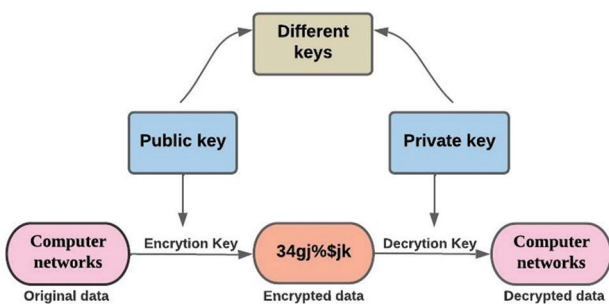 Different
keys
Public key
Private key
Computer
networks
Encrytion Key
34gj%$jk
Decrytion Key
Computer
networks
Original data
Encrypted data
Decrypted data